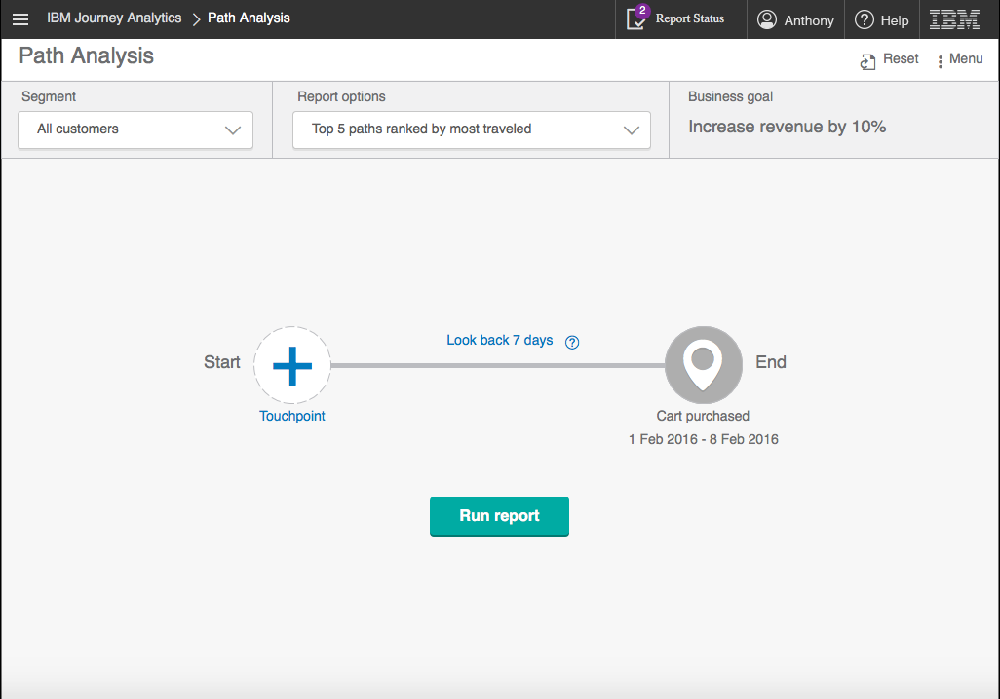 IBM Journey Analytics > Path Analysis
2
Report Status
Anthony
? Help
IBM
Path Analysis
Reset
Menu
Segment
All customers
Report options
Top 5 paths ranked by most traveled
Business goal
Increase revenue by 10%
Start
Touchpoint
Look back 7 days ?
End
Cart purchased
1 Feb 2016 - 8 Feb 2016
Run report